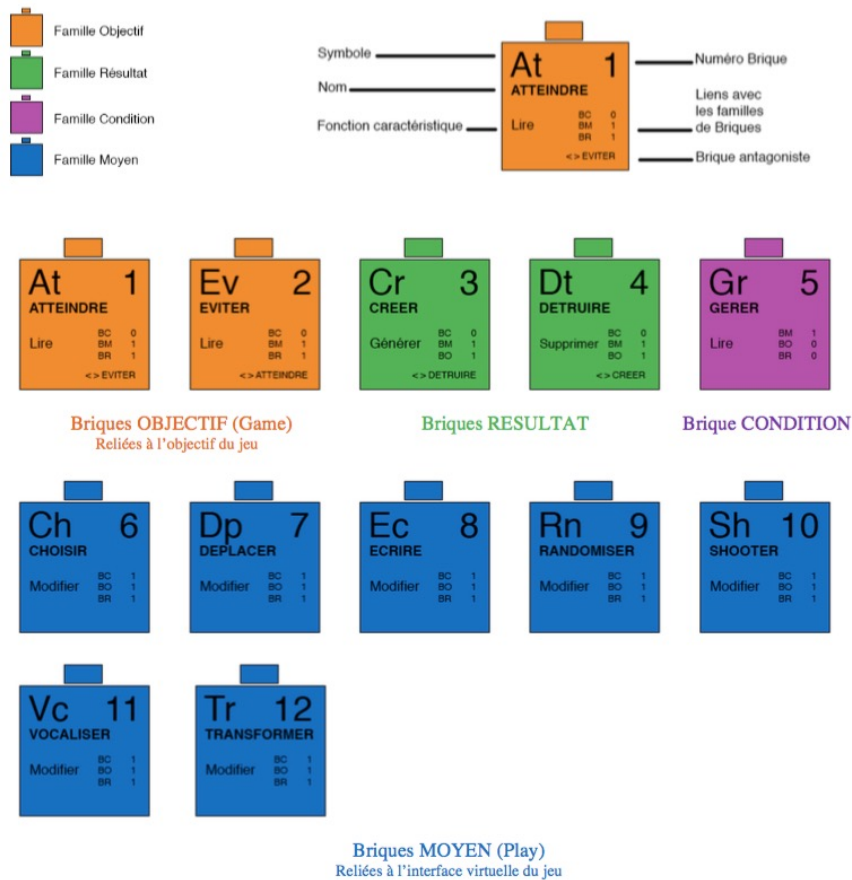 Famille Objectif
Famille Résultat
Famille Condition
Famille Moyen
Symbole
Nom
Fonction caractéristique
At 1
ATTEINDRE
Lire
BC 0
BM 1
BR 1
<> EVITER
Numéro Brique
Liens avec
les familles
de Briques
Brique antagoniste
At 1
ATTEINDRE
Lire
BC 0
BM 1
BR 1
<> EVITER
Ev 2
EVITER
Lire
BC 0
BM 1
BR 1
<> ATTEINDRE
Cr 3
CREER
Générer
BC 0
BM 1
BO 1
<> DETRUIRE
Dt 4
DETRUIRE
Supprimer
BC 0
BM 1
BO 1
<> CREER
Gr 5
GERER
Lire
BM 1
BO 0
BR 0
Briques OBJECTIF (Game)
Reliées à l’objectif du jeu
Briques RESULTAT
Brique CONDITION
Ch 6
CHOISIR
Modifier
BC 1
BO 1
BR 1
Dp 7
DEPLACER
Modifier
BC 1
BO 1
BR 1
Ec 8
ECRIRE
Modifier
BC 1
BO 1
BR 1
Rn 9
RANDOMISER
Modifier
BC 1
BO 1
BR 1
Sh 10
SHOOTER
Modifier
BC 1
BO 1
BR 1
Vc 11
VOCALISER
Modifier
BC 1
BO 1
BR 1
Tr 12
TRANSFORMER
Modifier
BC 1
BO 1
BR 1
Briques MOYEN (Play)
Reliées à l’interface virtuelle du jeu